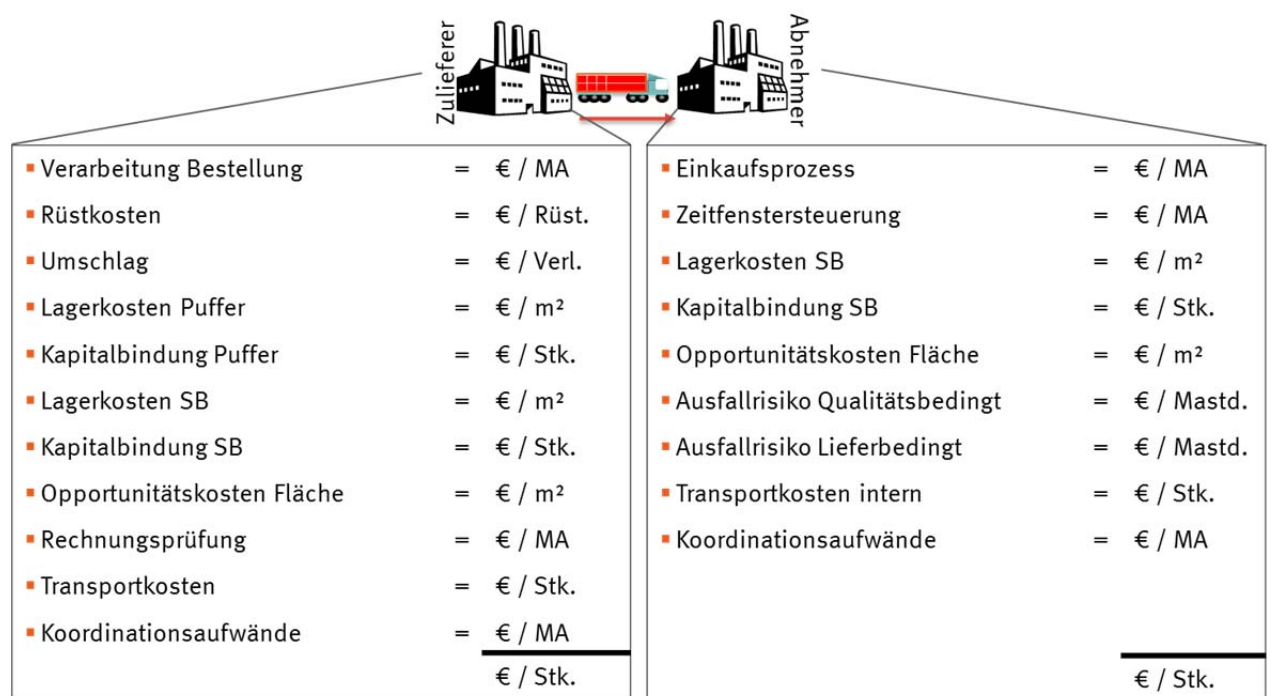 Zulieferer
Abnehmer
Verarbeitung Bestellung = € / MA
Rüstkosten = € / Rüst.
Umschlag = € / Verl.
Lagerkosten Puffer = € / m²
Kapitalbindung Puffer = € / Stk.
Lagerkosten SB = € / m²
Kapitalbindung SB = € / Stk.
Opportunitätskosten Fläche = € / m²
Rechnungsprüfung = € / MA
Transportkosten = € / Stk.
Koordinationsaufwände = € / MA
€ / Stk.
Einkaufsprozess = € / MA
Zeitfenstersteuerung = € / MA
Lagerkosten SB = € / m²
Kapitalbindung SB = € / Stk.
Opportunitätskosten Fläche = € / m²
Ausfallrisiko Qualitätsbedingt = € / Mastd.
Ausfallrisiko Lieferbedingt = € / Mastd.
Transportkosten intern = € / Stk.
Koordinationsaufwände = € / MA
€ / Stk.